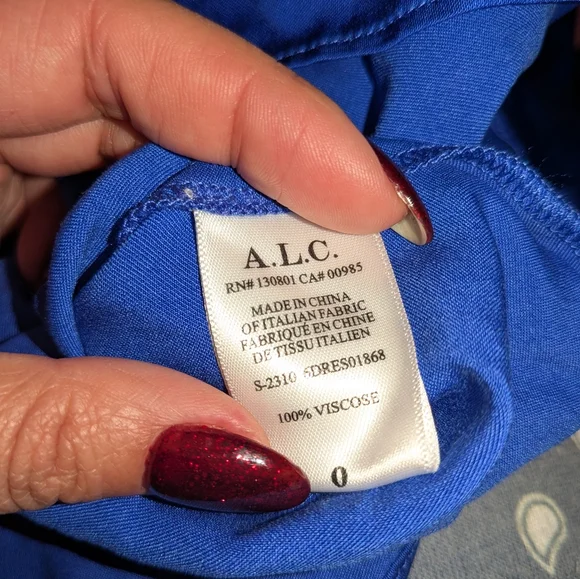 A.L.C.
RN# 130801 CA# 00985
MADE IN CHINA
OF ITALIAN FABRIC
FABRIQUÉ EN CHINE
DE TISSU ITALIEN
S-2310 6DRES01868
100% VISCOSE
0